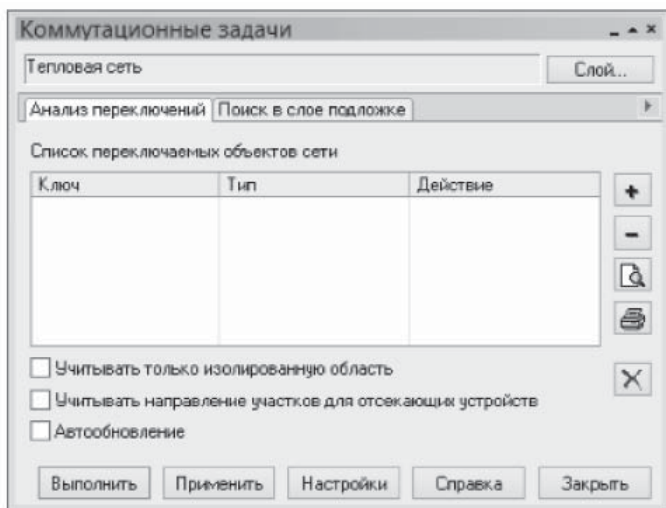 Коммутационные задачи
Тепловая сеть
Слой...
Анализ переключений Поиск в слое подложке
Список переключаемых объектов сети
Ключ Тип Действие
Учитывать только изолированную область
Учитывать направление участков для отсекающих устройств
Автообновление
Выполнить Применить Настройки Справка Закрыть